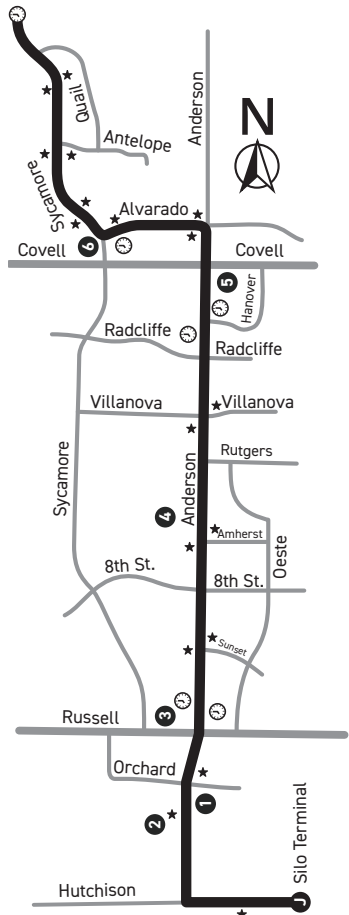 Quail
Antelope
Anderson
N
Sycamore
Alvarado
6
Covell
Covell
5
Hanover
Radcliffe
Radcliffe
Villanova
Villanova
Sycamore
Anderson
Rutgers
4
Amherst
Oeste
8th St.
8th St.
Sunset
3
Russell
Orchard
1
2
Hutchison
Silo Terminal
J